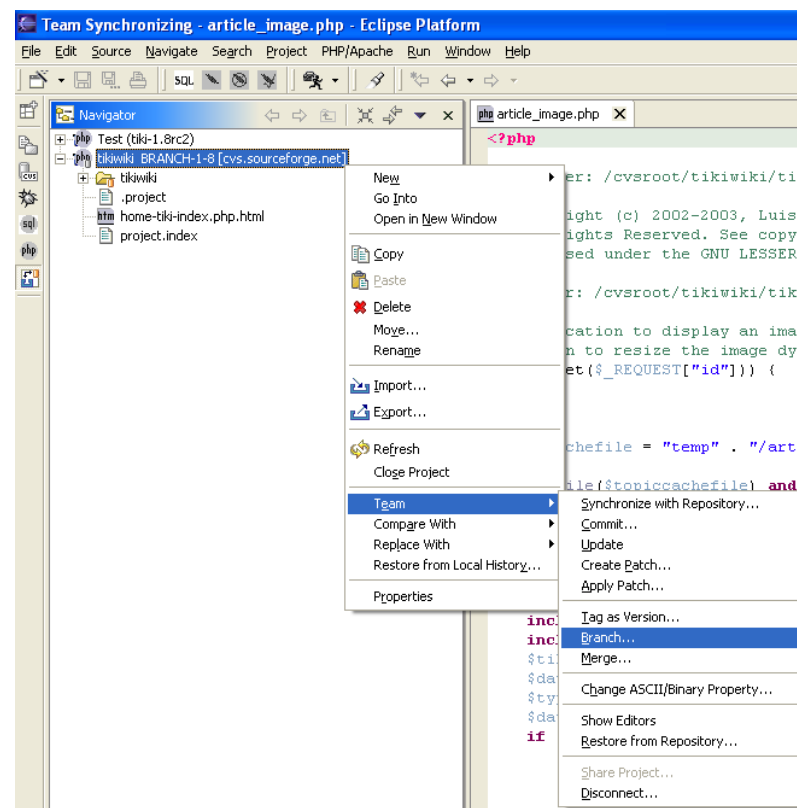 Team Synchronizing - article_image.php - Eclipse Platform
File Edit Source Navigate Search Project PHP/Apache Run Window Help
SQL
Navigator
article_image.php
Test (tiki-1.8rc2)
<?php
tikiwiki BRANCH-1-8 [cvs.sourceforge.net]
tikiwiki
New
er: /cvsroot/tikiwiki/ti
.project
Go Into
home-tiki-index.php.html
Open in New Window
ight (c) 2002-2003, Luis
project.index
ights Reserved. See copy
Copy
sed under the GNU LESSER
Paste
r: /cvsroot/tikiwiki/tik
Delete
Move...
cation to display an ima
Rename
n to resize the image dy
et($_REQUEST["id"])) {
Import...
Export...
Refresh
chefile = "temp" . "/art
Close Project
ile($topiccachefile) and
Team
Synchronize with Repository...
Compare With
Commit...
Replace With
Update
Restore from Local History...
Create Patch...
Apply Patch...
Properties
Tag as Version...
inc
Branch...
inc
Merge...
$ti
$da
Change ASCII/Binary Property...
$ty
$da
Show Editors
if
Restore from Repository...
Share Project...
Disconnect...